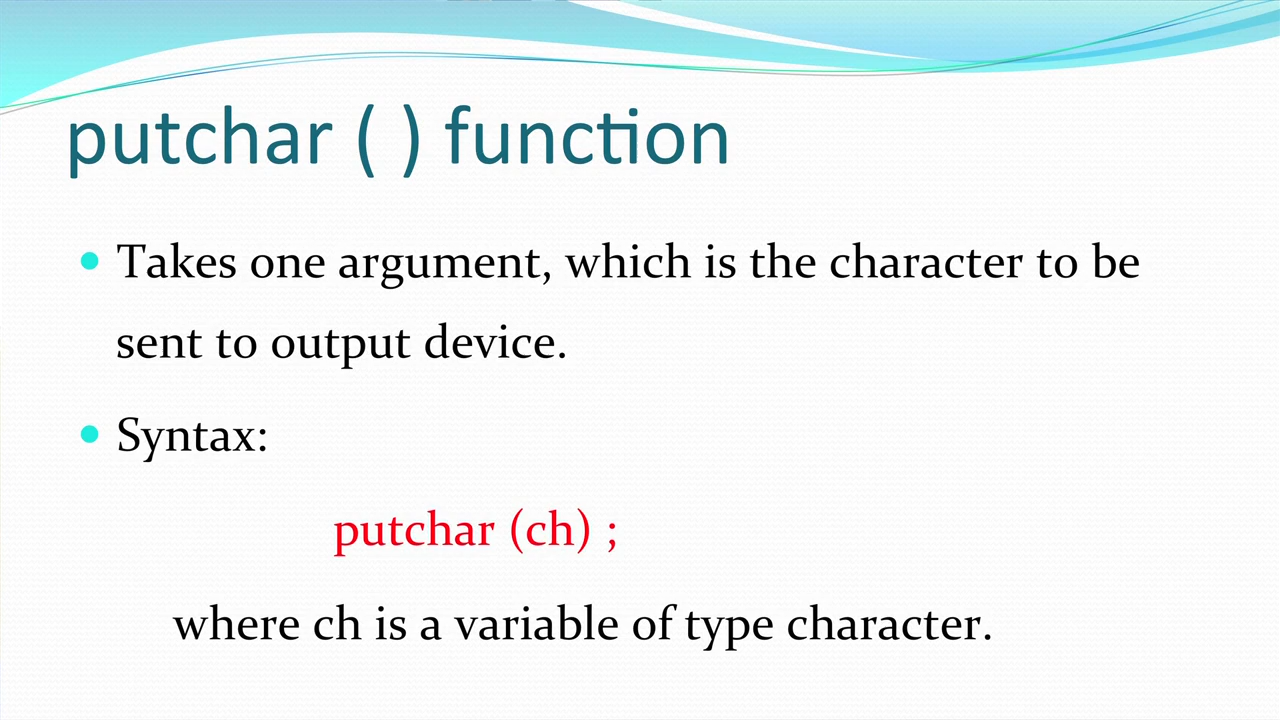 putchar ( ) function
• Takes one argument, which is the character to be
sent to output device.
• Syntax:
putchar (ch) ;
where ch is a variable of type character.